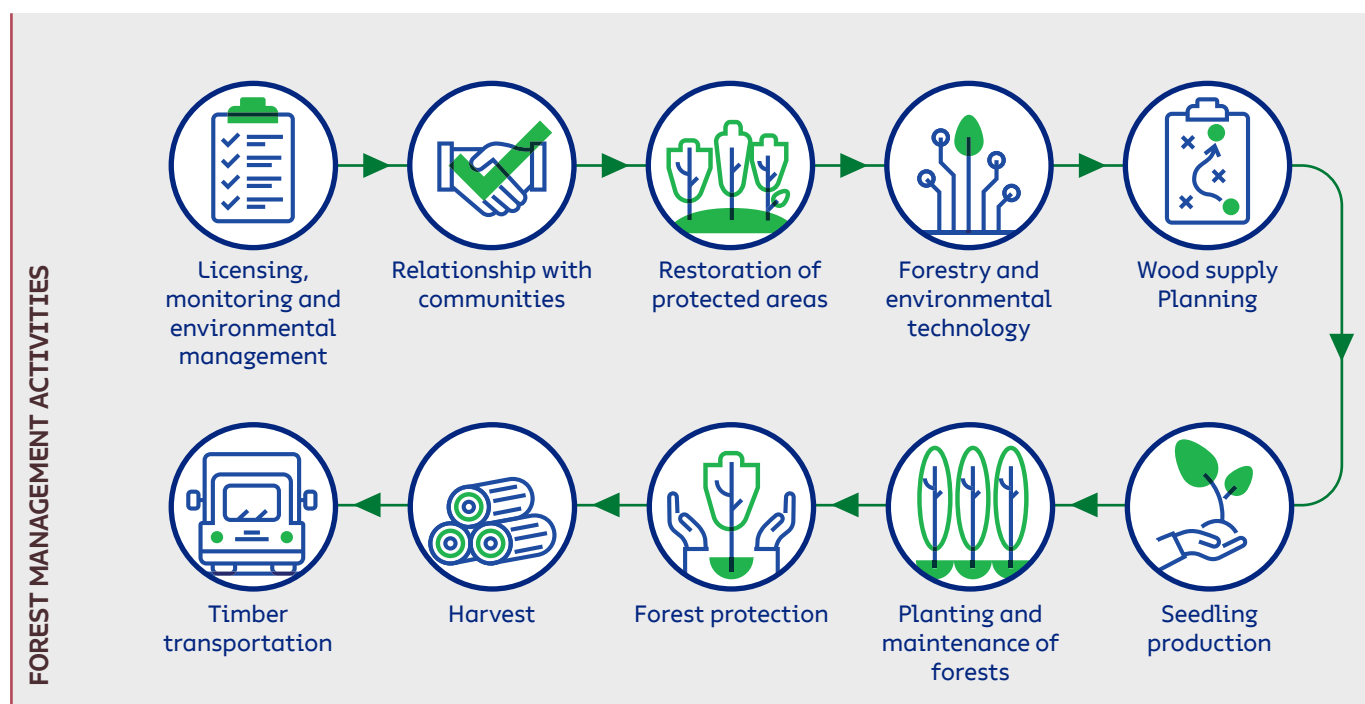 FOREST MANAGEMENT ACTIVITIES
Licensing,
monitoring and
environmental
management
Relationship with
communities
Restoration of
protected areas
Forestry and
environmental
technology
Wood supply
Planning
Seedling
production
Planting and
maintenance of
forests
Forest protection
Harvest
Timber
transportation